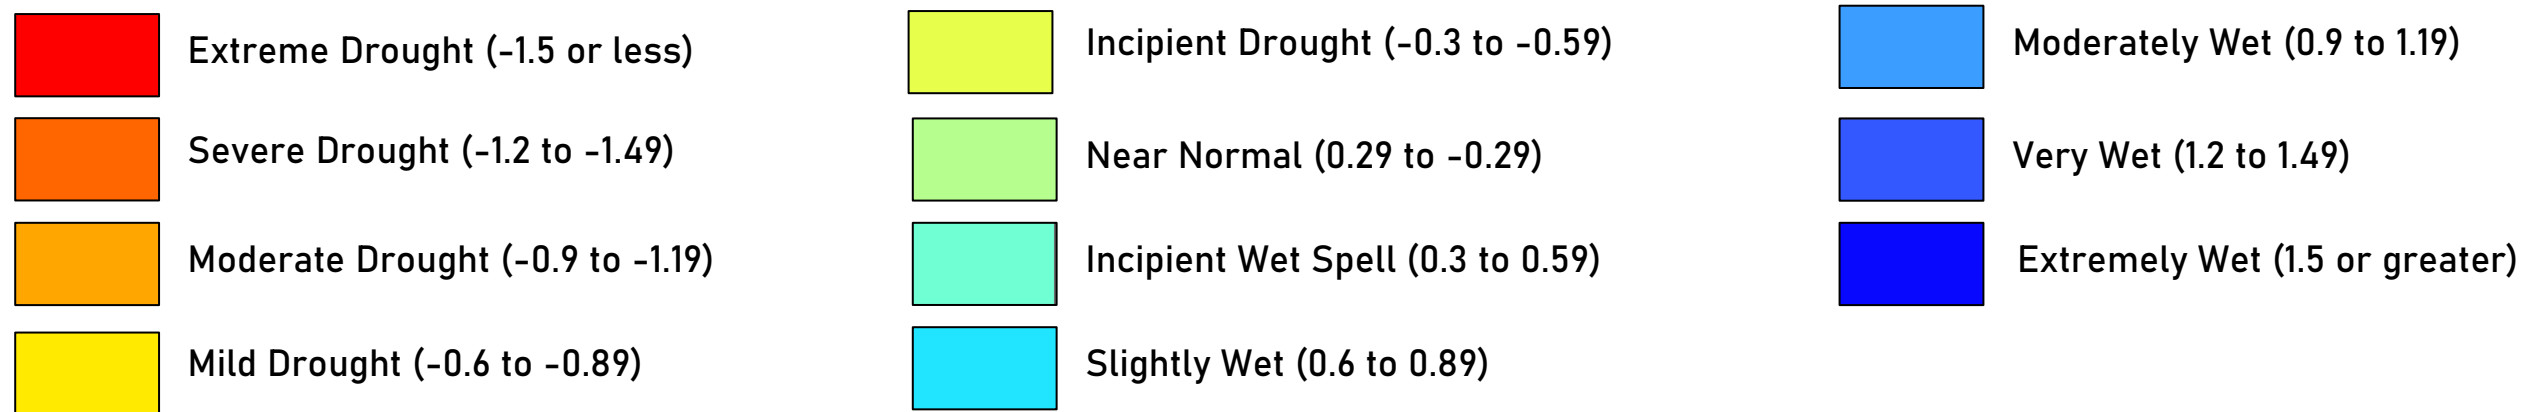 Extreme Drought (-1.5 or less)
Severe Drought (-1.2 to -1.49)
Moderate Drought (-0.9 to -1.19)
Mild Drought (-0.6 to -0.89)
Incipient Drought (-0.3 to -0.59)
Near Normal (0.29 to -0.29)
Incipient Wet Spell (0.3 to 0.59)
Slightly Wet (0.6 to 0.89)
Moderately Wet (0.9 to 1.19)
Very Wet (1.2 to 1.49)
Extremely Wet (1.5 or greater)